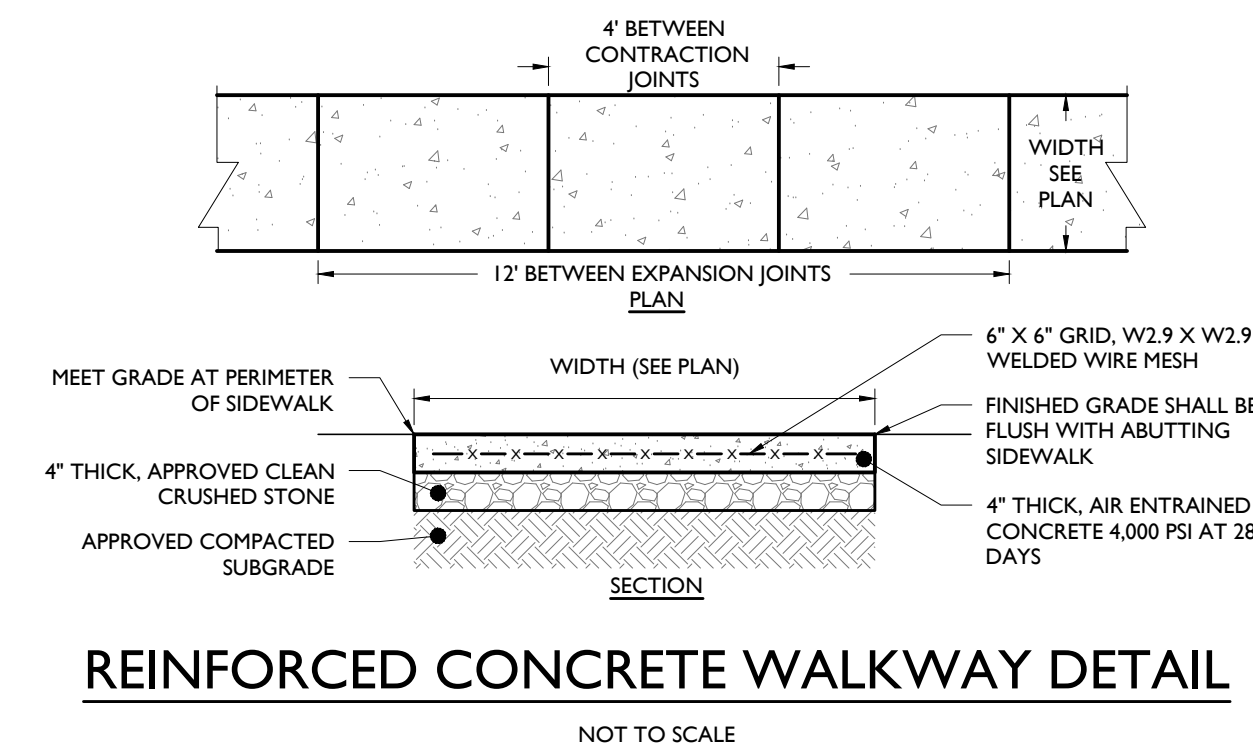 4' BETWEEN
CONTRACTION
JOINTS
WIDTH
SEE
PLAN
12' BETWEEN EXPANSION JOINTS
PLAN
6" X 6" GRID, W2.9 X W2.9
WELDED WIRE MESH
WIDTH (SEE PLAN)
MEET GRADE AT PERIMETER
OF SIDEWALK
FINISHED GRADE SHALL BE
FLUSH WITH ABUTTING
SIDEWALK
4" THICK, APPROVED CLEAN
CRUSHED STONE
4" THICK, AIR ENTRAINED
CONCRETE 4,000 PSI AT 28
DAYS
APPROVED COMPACTED
SUBGRADE
X X X X X X X X
SECTION
REINFORCED CONCRETE WALKWAY DETAIL
NOT TO SCALE